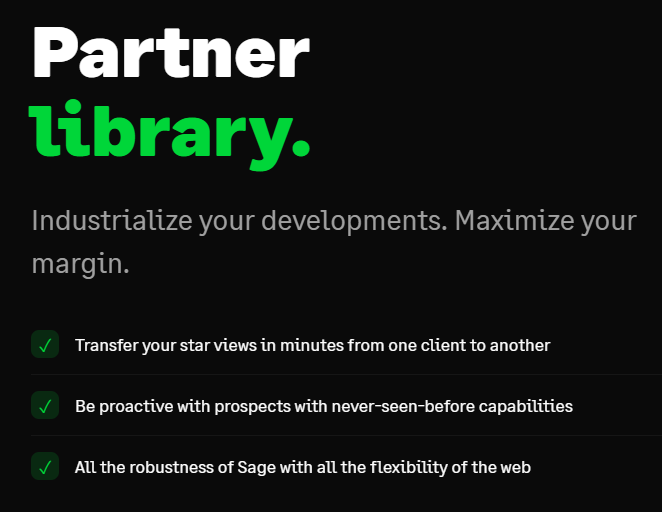 Partner
library.
Industrialize your developments. Maximize your
margin.
✓ Transfer your star views in minutes from one client to another
✓ Be proactive with prospects with never-seen-before capabilities
✓ All the robustness of Sage with all the flexibility of the web